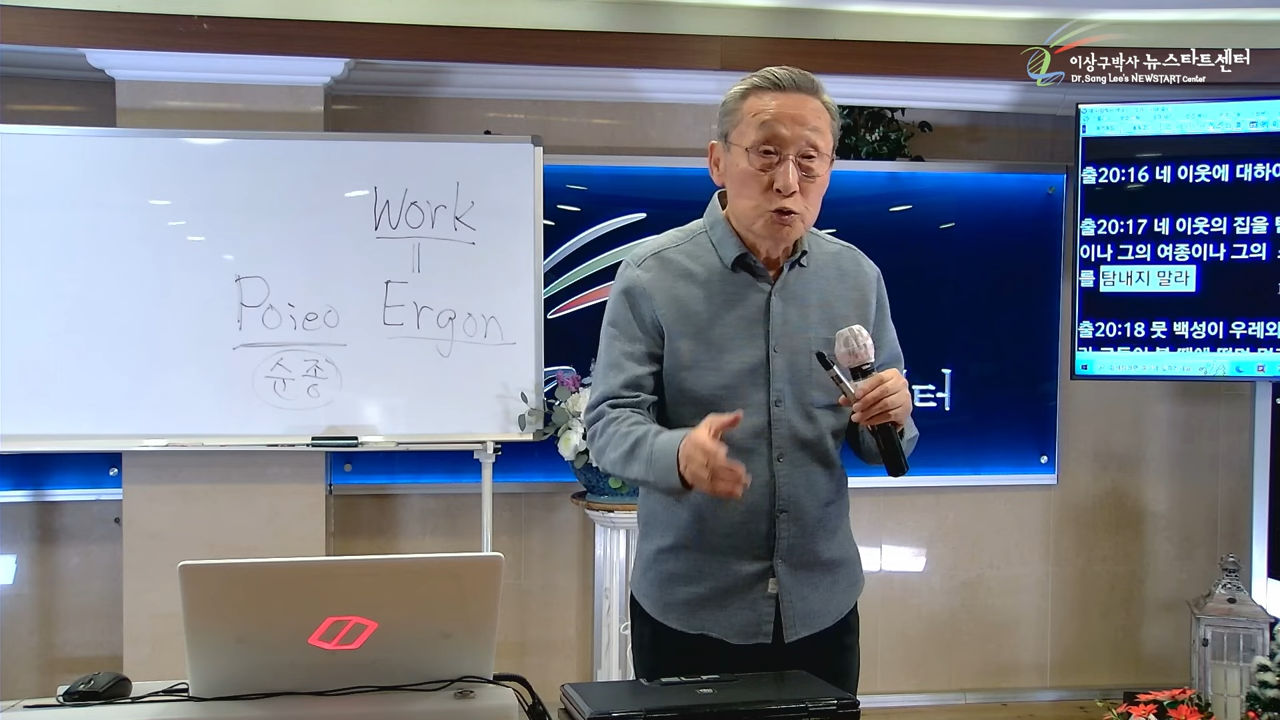 이상구박사 뉴스타트센터
Dr. Sang Lee's NEWSTART Center
Work
=
Ergon
Poieo
순종
출20:16 네 이웃에 대하여
출20:17 네 이웃의 집을
이나 그의 여종이나 그의
를 탐내지 말라
출20:18 뭇 백성이 우레와
터